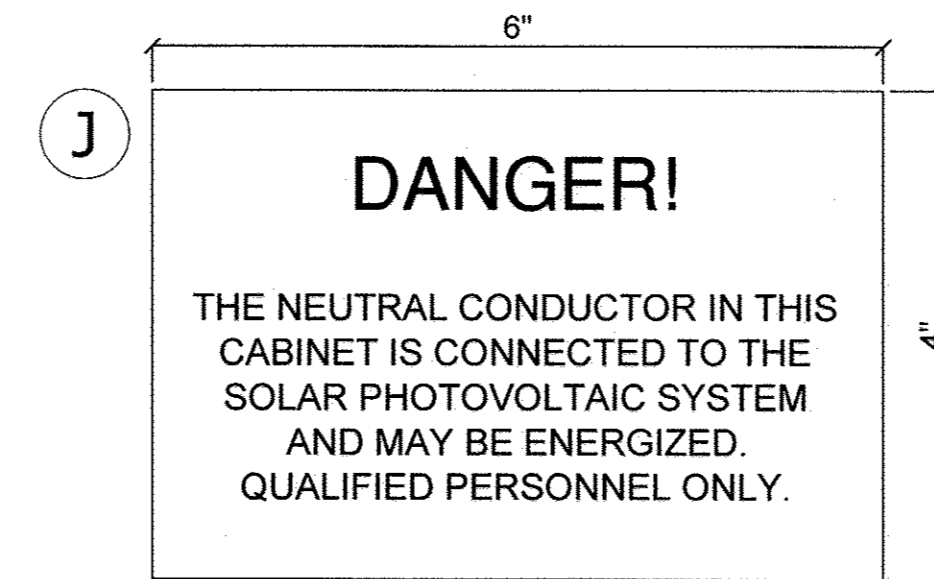 6"
J
DANGER!
THE NEUTRAL CONDUCTOR IN THIS
CABINET IS CONNECTED TO THE
SOLAR PHOTOVOLTAIC SYSTEM
AND MAY BE ENERGIZED.
QUALIFIED PERSONNEL ONLY.
4"